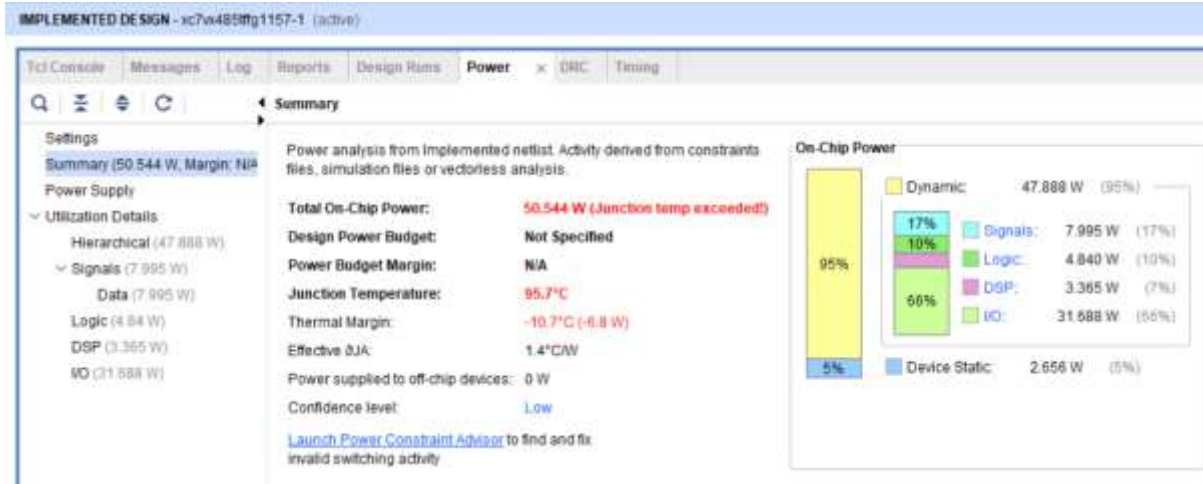 IMPLEMENTED DESIGN - xc7vx485tffg1157-1 (active)
Tcl Console Messages Log Reports Design Runs Power × DRC Timing
Summary
Settings
Summary (50.544 W, Margin: N/A
Power Supply
Utilization Details
Hierarchical (47.888 W)
Signals (7.995 W)
Data (7.995 W)
Logic (4.84 W)
DSP (3.365 W)
I/O (31.688 W)
Power analysis from Implemented netlist. Activity derived from constraints
files, simulation files or vectorless analysis.
Total On-Chip Power: 50.544 W (Junction temp exceeded!)
Design Power Budget: Not Specified
Power Budget Margin: N/A
Junction Temperature: 95.7°C
Thermal Margin: -10.7°C (-6.8 W)
Effective ϑJA: 1.4°C/W
Power supplied to off-chip devices: 0 W
Confidence level: Low
Launch Power Constraint Advisor to find and fix
invalid switching activity
On-Chip Power
95%
5%
17%
10%
66%
Dynamic: 47.888 W (95%)
Signals: 7.995 W (17%)
Logic: 4.840 W (10%)
DSP: 3.365 W (7%)
I/O: 31.688 W (66%)
Device Static: 2.656 W (5%)